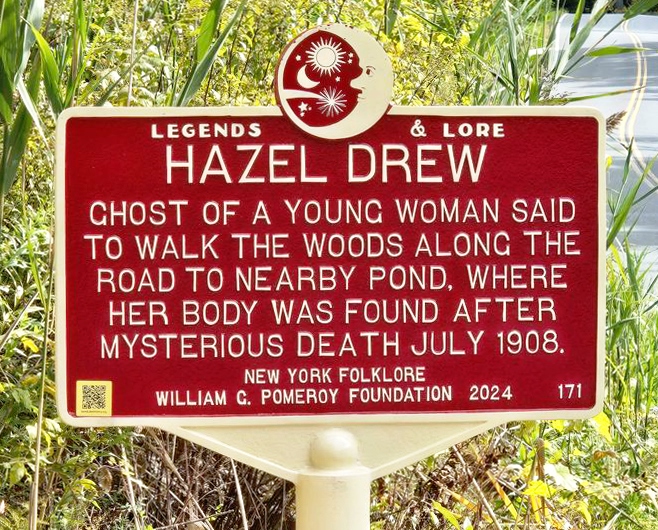 LEGENDS & LORE
HAZEL DREW
GHOST OF A YOUNG WOMAN SAID
TO WALK THE WOODS ALONG THE
ROAD TO NEARBY POND, WHERE
HER BODY WAS FOUND AFTER
MYSTERIOUS DEATH JULY 1908.
NEW YORK FOLKLORE
WILLIAM G. POMEROY FOUNDATION 2024 171